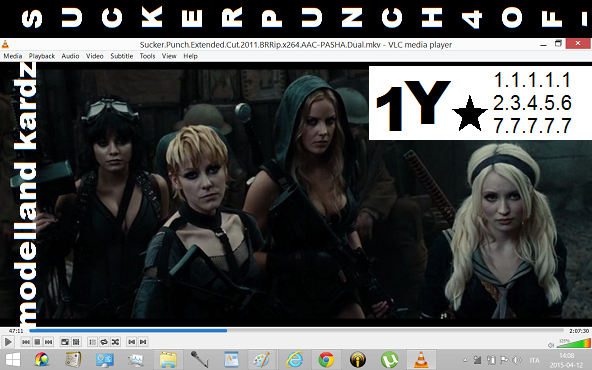 SUCKERPUNCH4OF-
Sucker.Punch.Extended.Cut.2011.BRRip.x264.AAC-PASHA.Dual.mkv - VLC media player
Media Playback Audio Video Subtitle Tools View Help
modelland kardz
1Y★
1.1.1.1.1
2.3.4.5.6
7.7.7.7.7
47:11
2:07:30
125%
ITA
14:08
2015-04-12